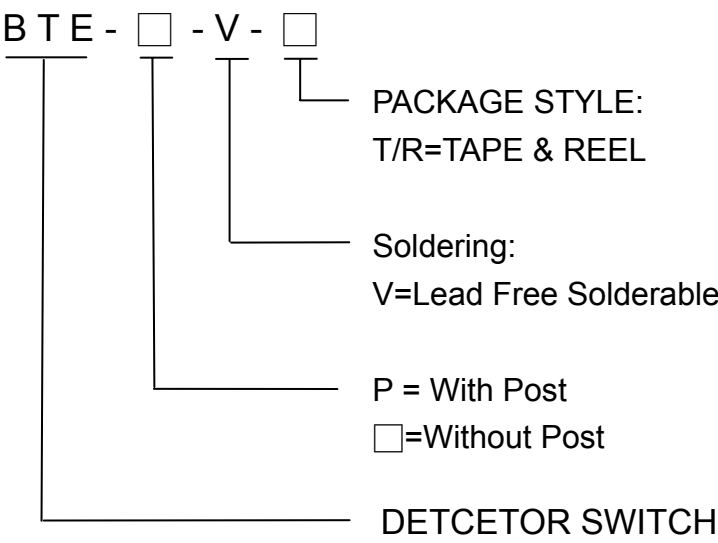 B T E - □ - V - □
PACKAGE STYLE:
T/R=TAPE & REEL
Soldering:
V=Lead Free Solderable
P = With Post
□=Without Post
DETCETOR SWITCH